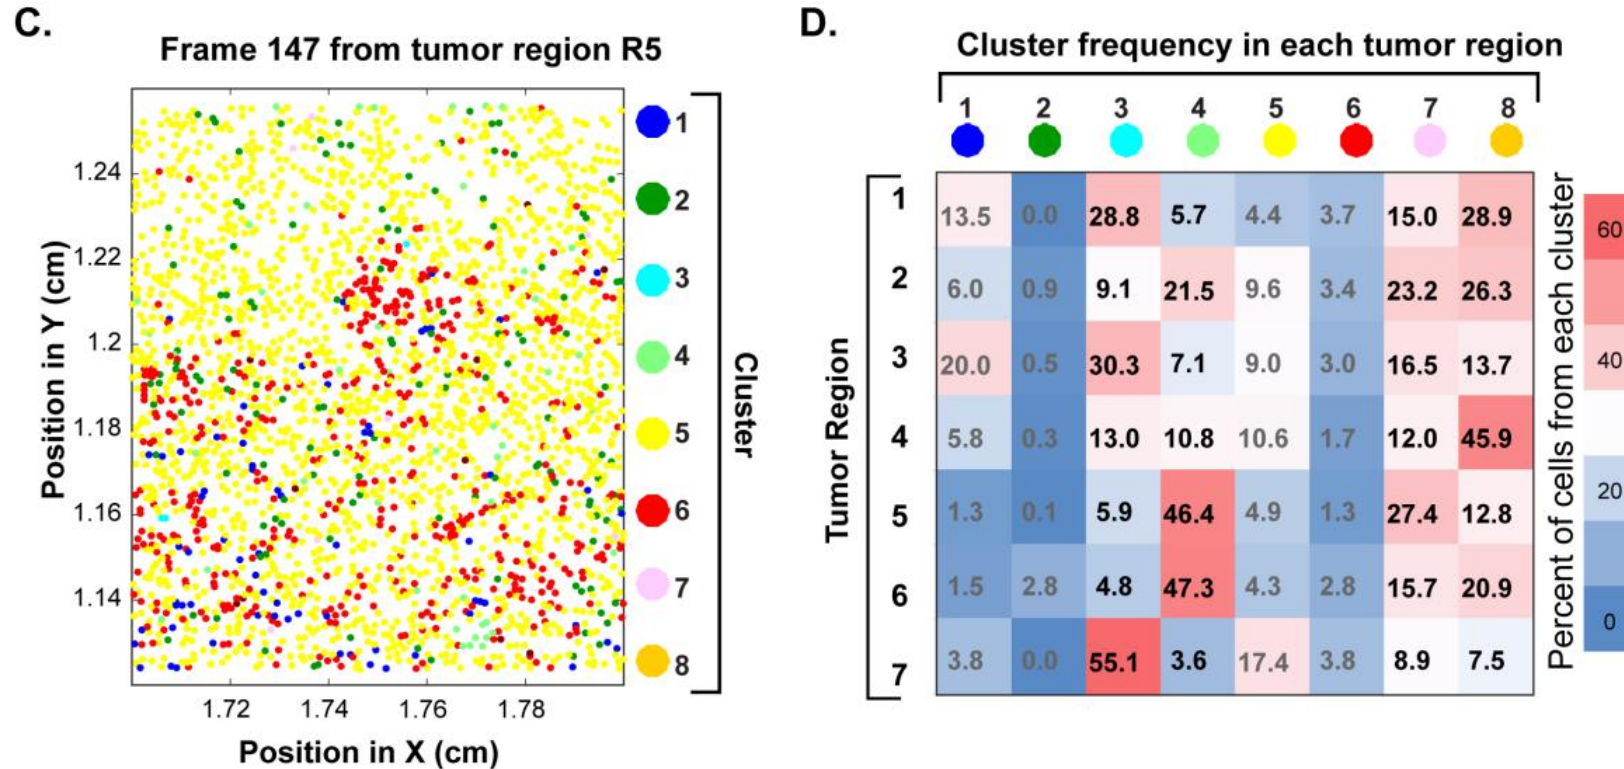 C.
Frame 147 from tumor region R5
1.24
1.22
1.2
1.18
1.16
1.14
Position in Y (cm)
1.72 1.74 1.76 1.78
Position in X (cm)
1
2
3
4
5
6
7
8
Cluster
D.
Cluster frequency in each tumor region
1 2 3 4 5 6 7 8
Tumor Region
1 13.5 0.0 28.8 5.7 4.4 3.7 15.0 28.9
2 6.0 0.9 9.1 21.5 9.6 3.4 23.2 26.3
3 20.0 0.5 30.3 7.1 9.0 3.0 16.5 13.7
4 5.8 0.3 13.0 10.8 10.6 1.7 12.0 45.9
5 1.3 0.1 5.9 46.4 4.9 1.3 27.4 12.8
6 1.5 2.8 4.8 47.3 4.3 2.8 15.7 20.9
7 3.8 0.0 55.1 3.6 17.4 3.8 8.9 7.5
Percent of cells from each cluster
60
40
20
0